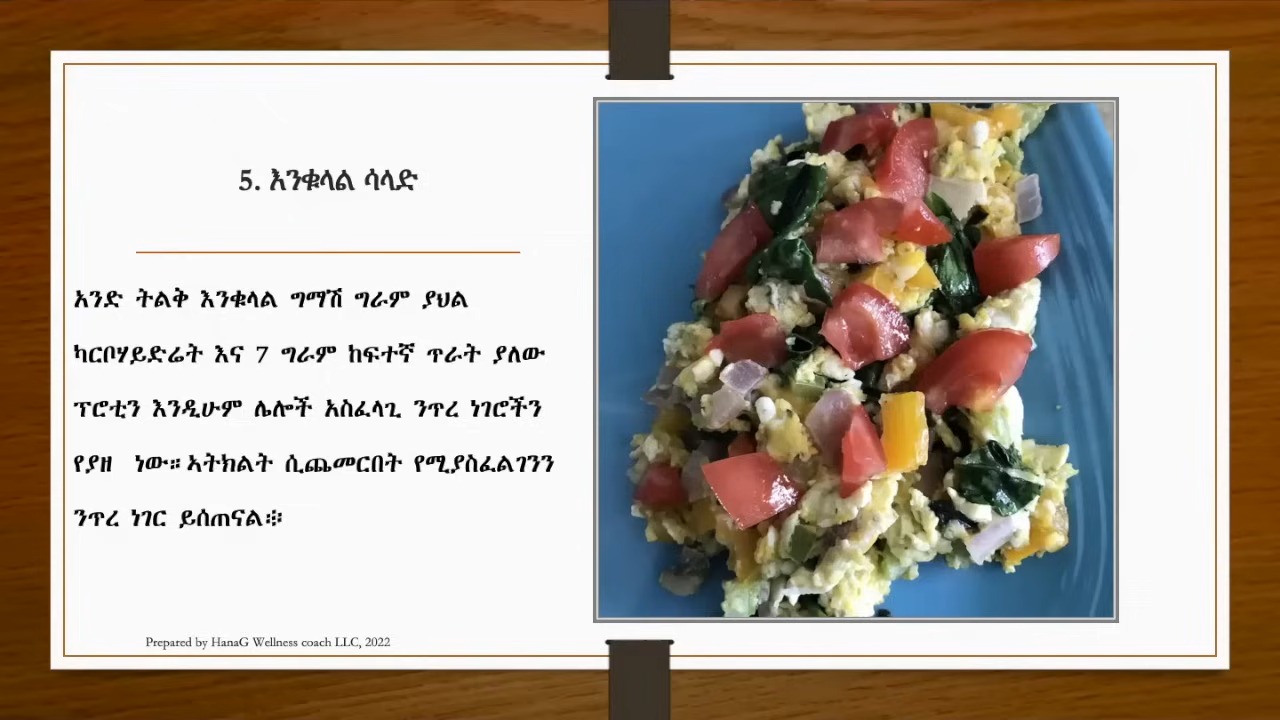 5. እንቁላል ሳላድ
አንድ ትልቅ እንቁላል ግማሽ ግራም ያህል
ካርቦሃይድሬት እና 7 ግራም ከፍተኛ ጥራት ያለው
ፕሮቲን እንዲሁም ሌሎች አስፈላጊ ንጥረ ነገሮችን
የያዘ ነው። ኣትክልት ሲጨመርበት የሚያስፈልገንን
ንጥረ ነገር ይሰጠናል፨
Prepared by HanaG Wellness coach LLC, 2022